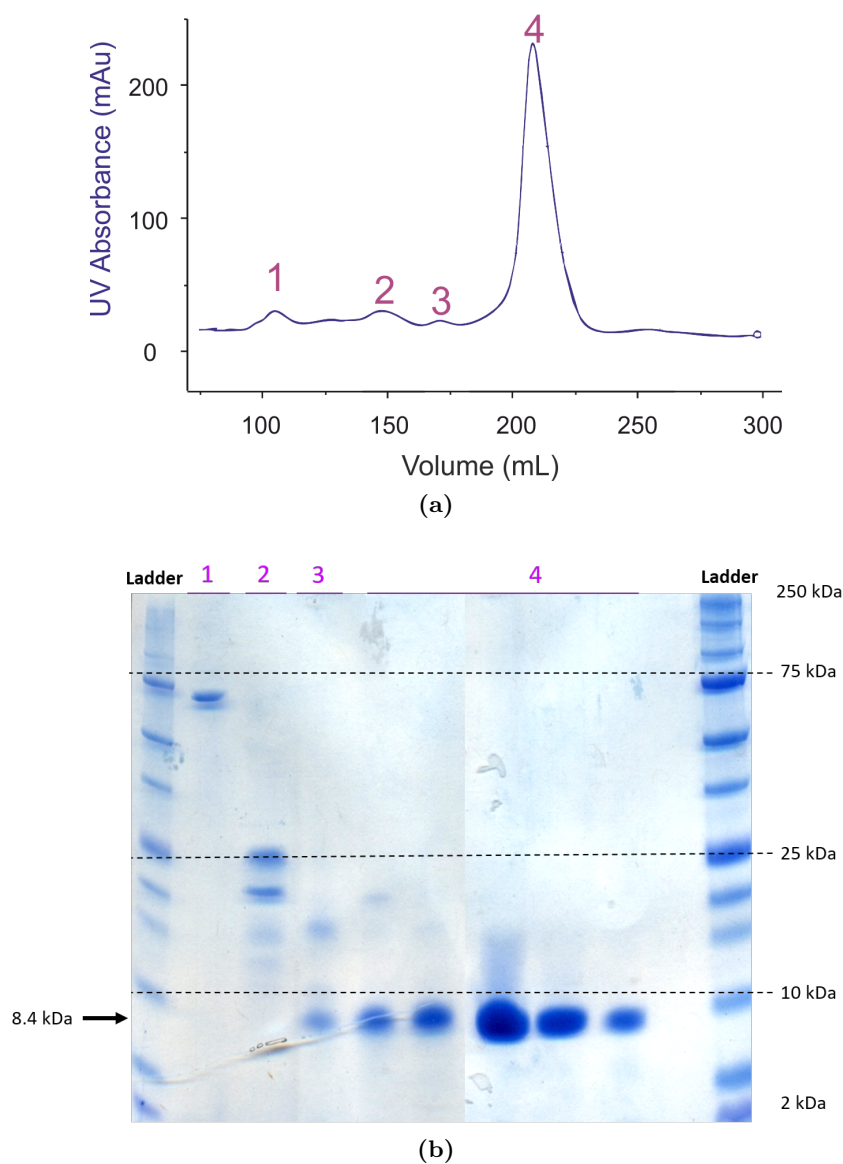 4
200
1
2
3
100
0
UV Absorbance (mAu)
100 150 200 250 300
Volume (mL)
(a)
Ladder 1 2 3 4 Ladder
250 kDa
75 kDa
25 kDa
10 kDa
8.4 kDa
2 kDa
(b)